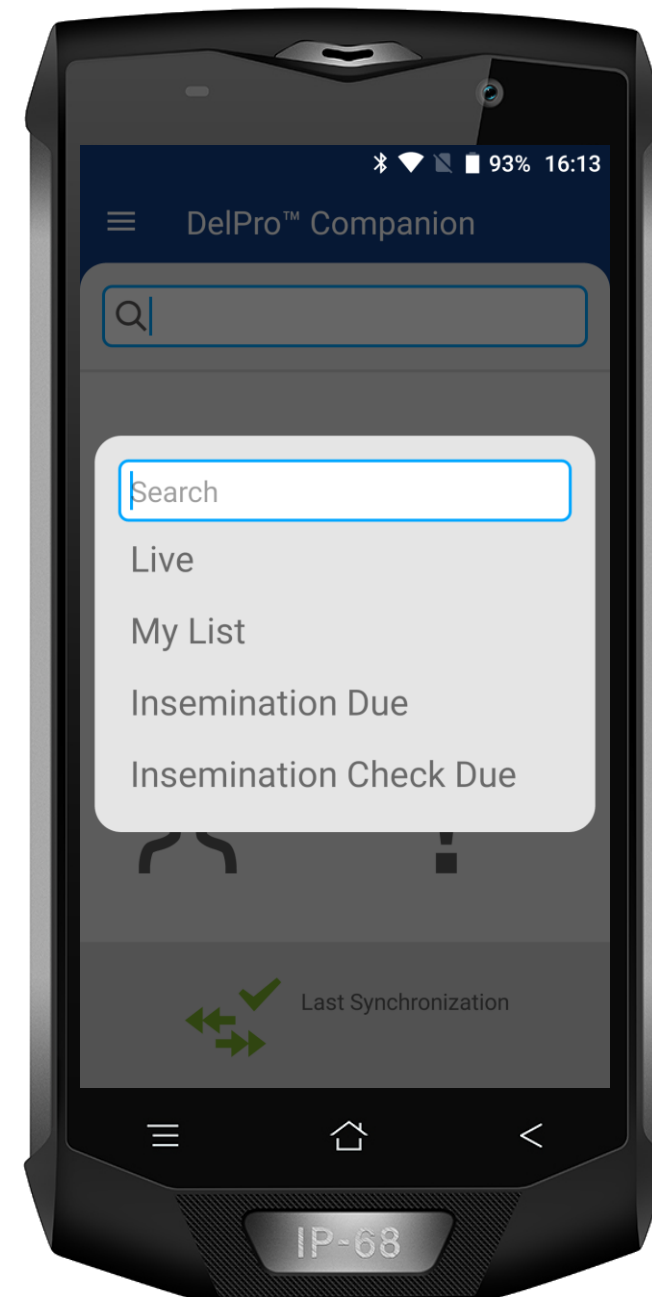 93% 16:13
DelPro™ Companion
Search
Live
My List
Insemination Due
Insemination Check Due
Last Synchronization
IP-68